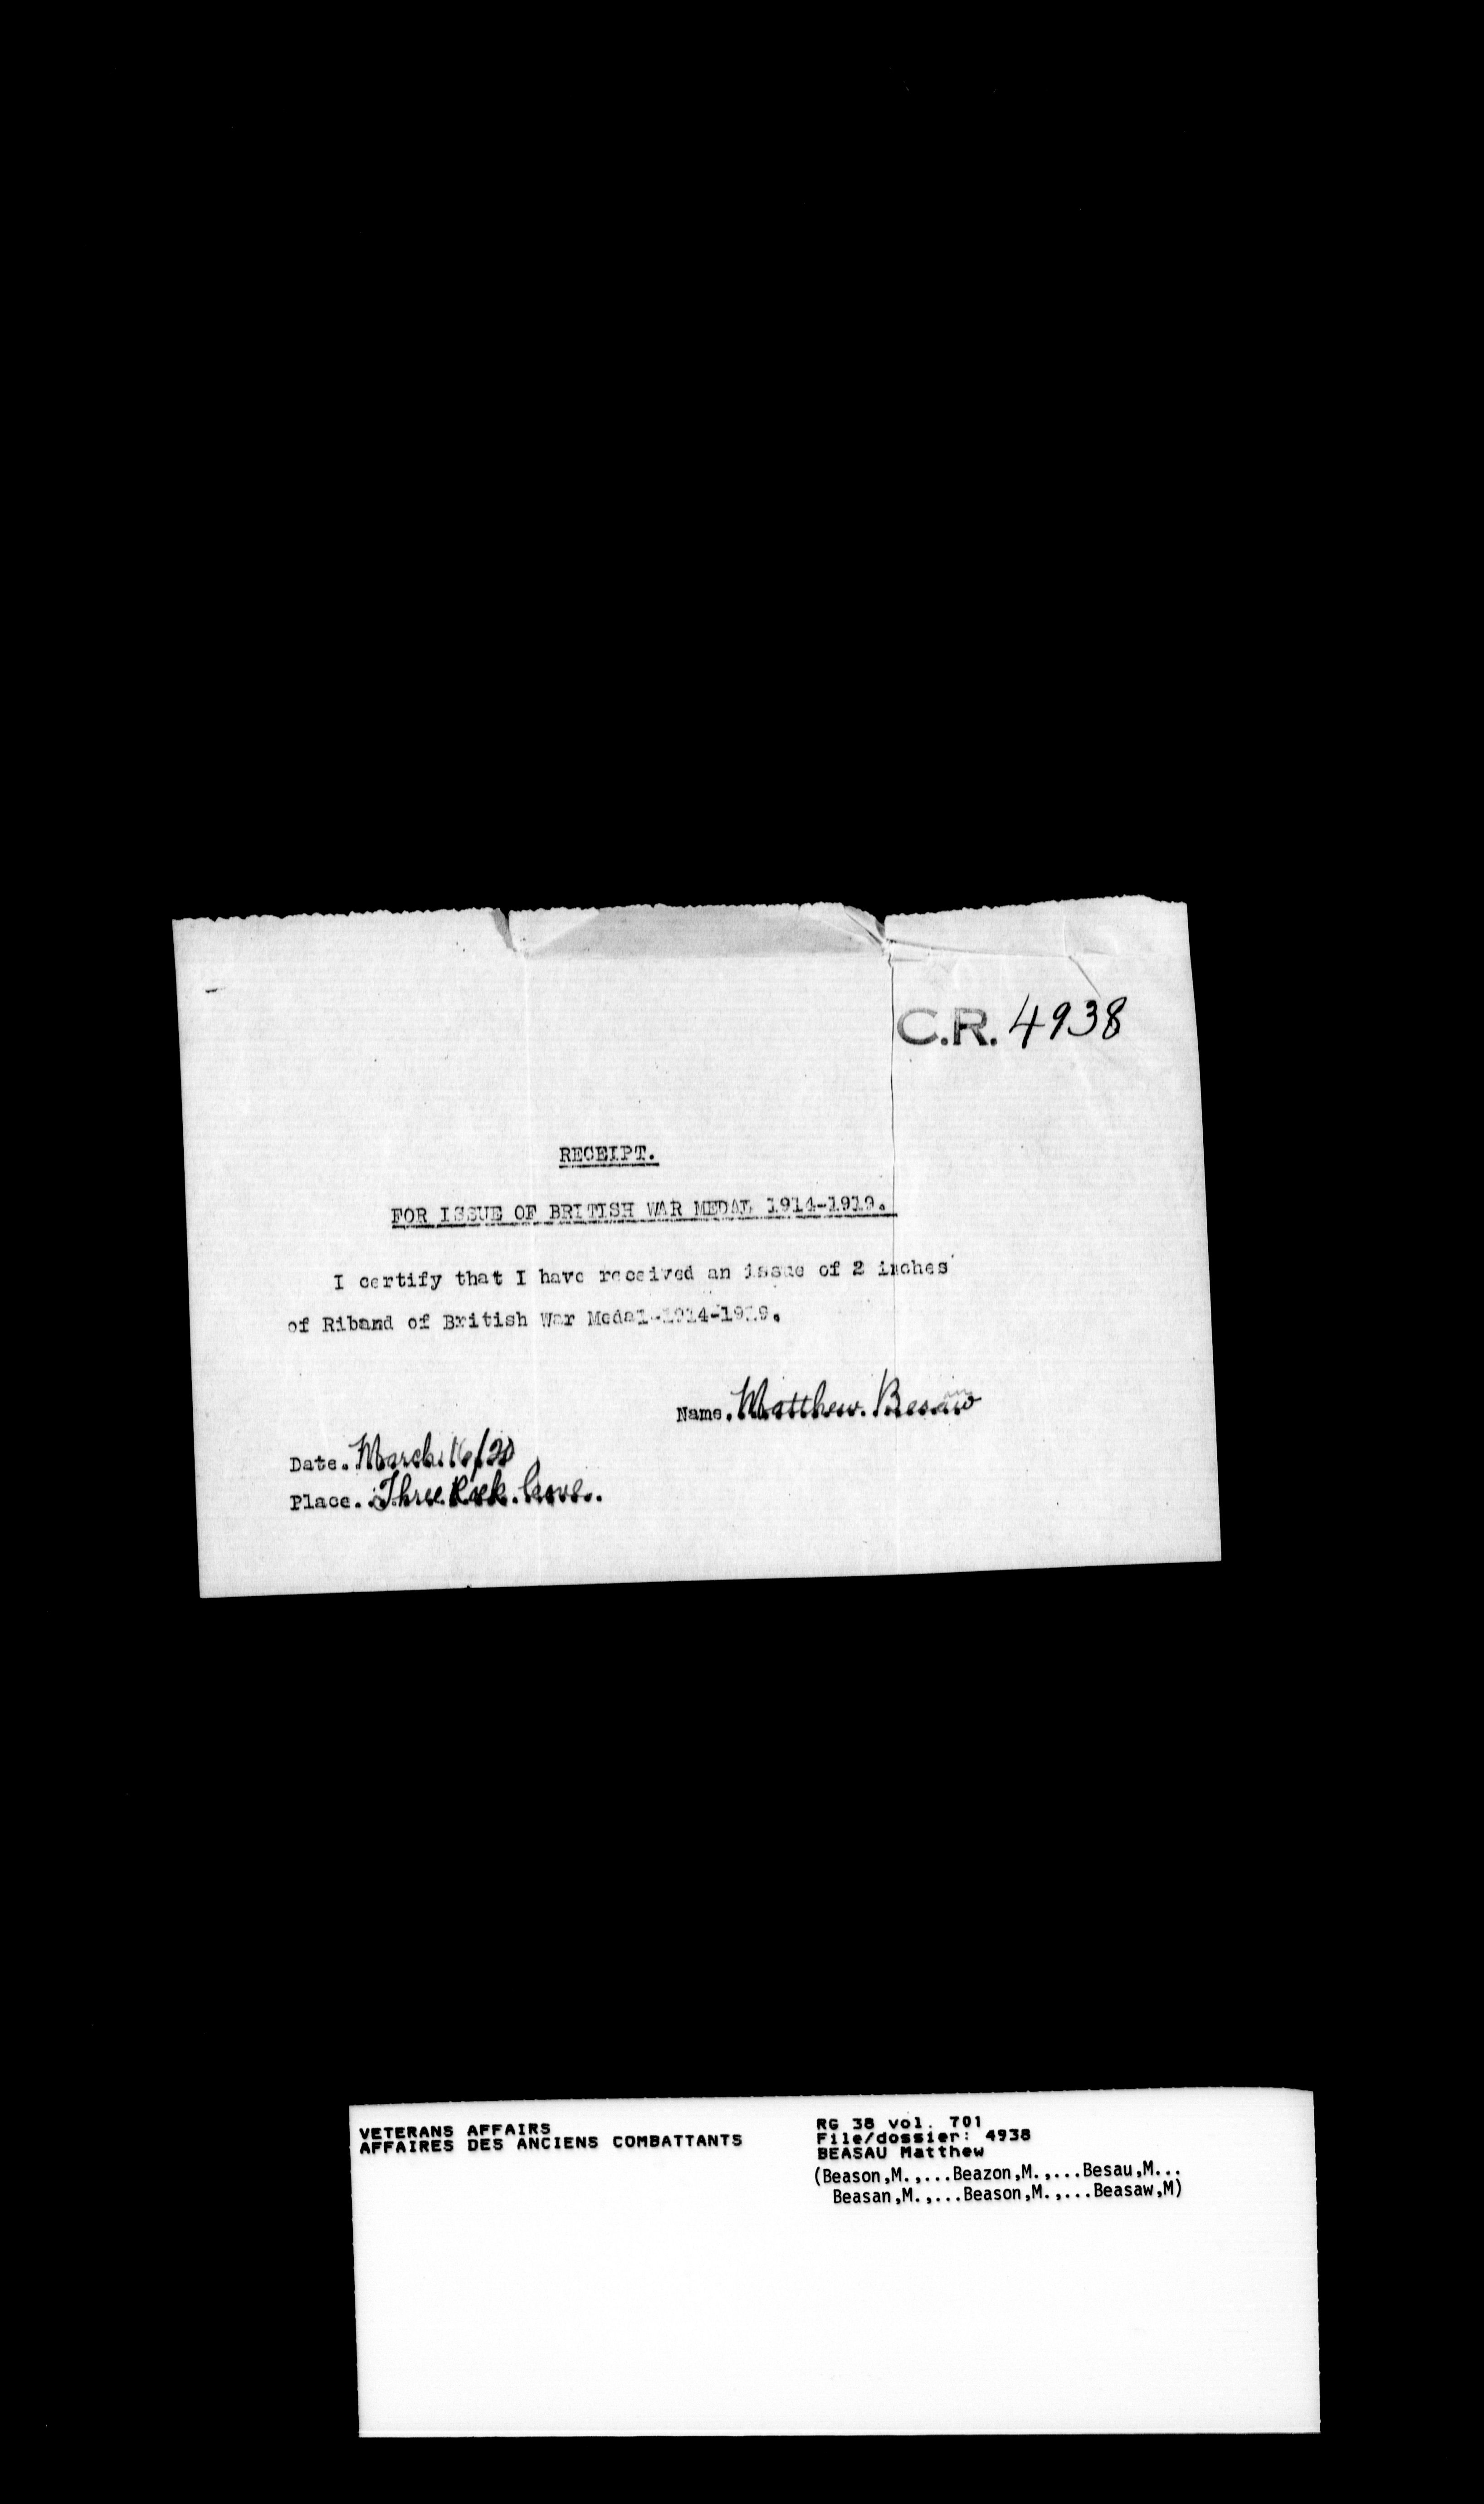 C.R. 4938
RECEIPT.
FOR ISSUE OF BRITISH WAR MEDAL 1914-1919.
I certify that I have received an issue of 2 inches
of Riband of British War Medal-1914-1919.
Name. Matthew Besaw
Date. March 16/20
Place. Three Rock Cove.
VETERANS AFFAIRS
AFFAIRES DES ANCIENS COMBATTANTS
RG 38 vol. 701
File/dossier: 4938
BEASAU Matthew
(Beason,M.,...Beazon,M.,...Besau,M...
Beasan,M.,...Beason,M.,...Beasaw,M)